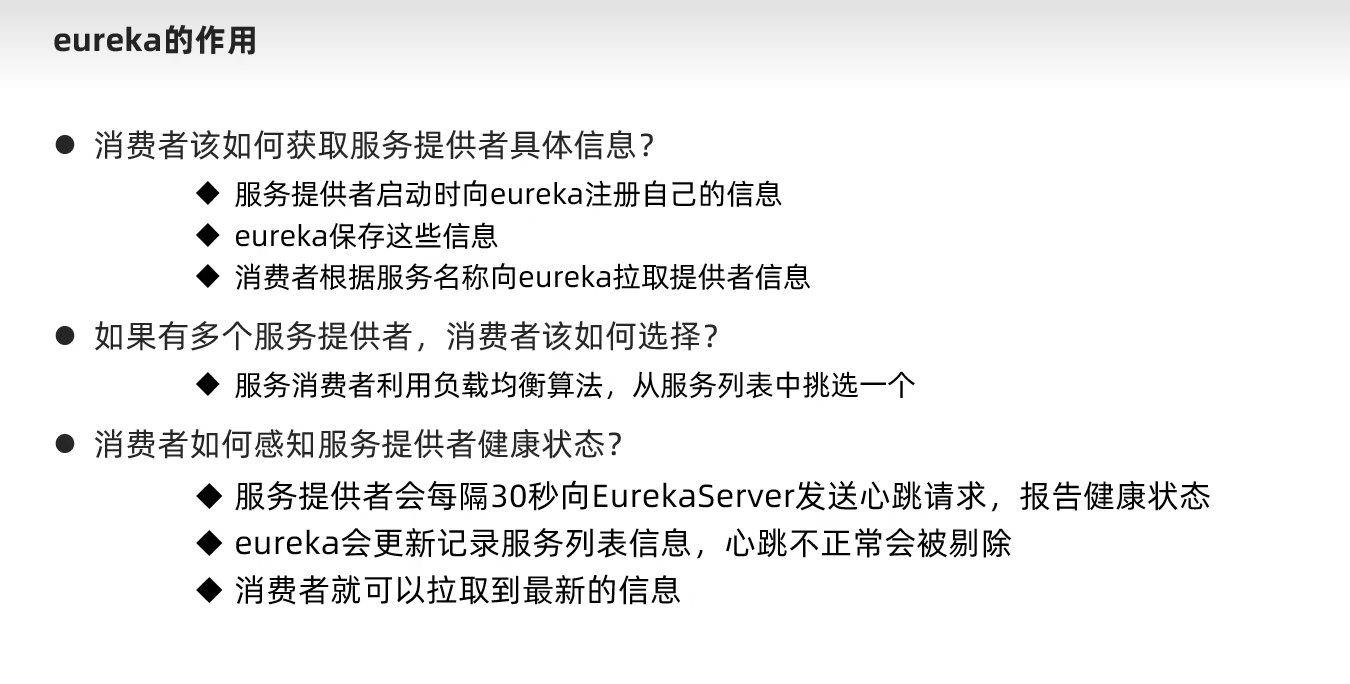 eureka的作用
消费者该如何获取服务提供者具体信息？
服务提供者启动时向eureka注册自己的信息
eureka保存这些信息
消费者根据服务名称向eureka拉取提供者信息
如果有多个服务提供者，消费者该如何选择？
服务消费者利用负载均衡算法，从服务列表中挑选一个
消费者如何感知服务提供者健康状态？
服务提供者会每隔30秒向EurekaServer发送心跳请求，报告健康状态
eureka会更新记录服务列表信息，心跳不正常会被剔除
消费者就可以拉取到最新的信息